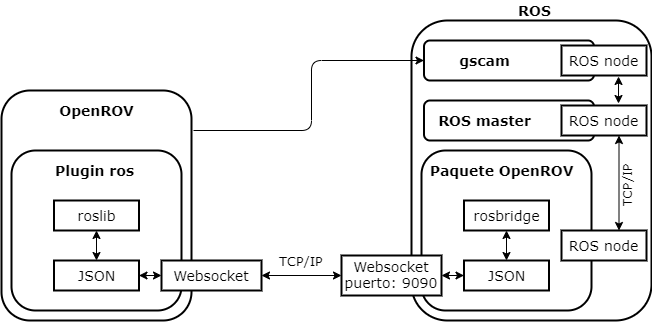 ROS
gscam
ROS node
OpenROV
ROS master
ROS node
Plugin ros
Paquete OpenROV
TCP/IP
roslib
rosbridge
ROS node
JSON
Websocket
TCP/IP
Websocket
puerto: 9090
JSON